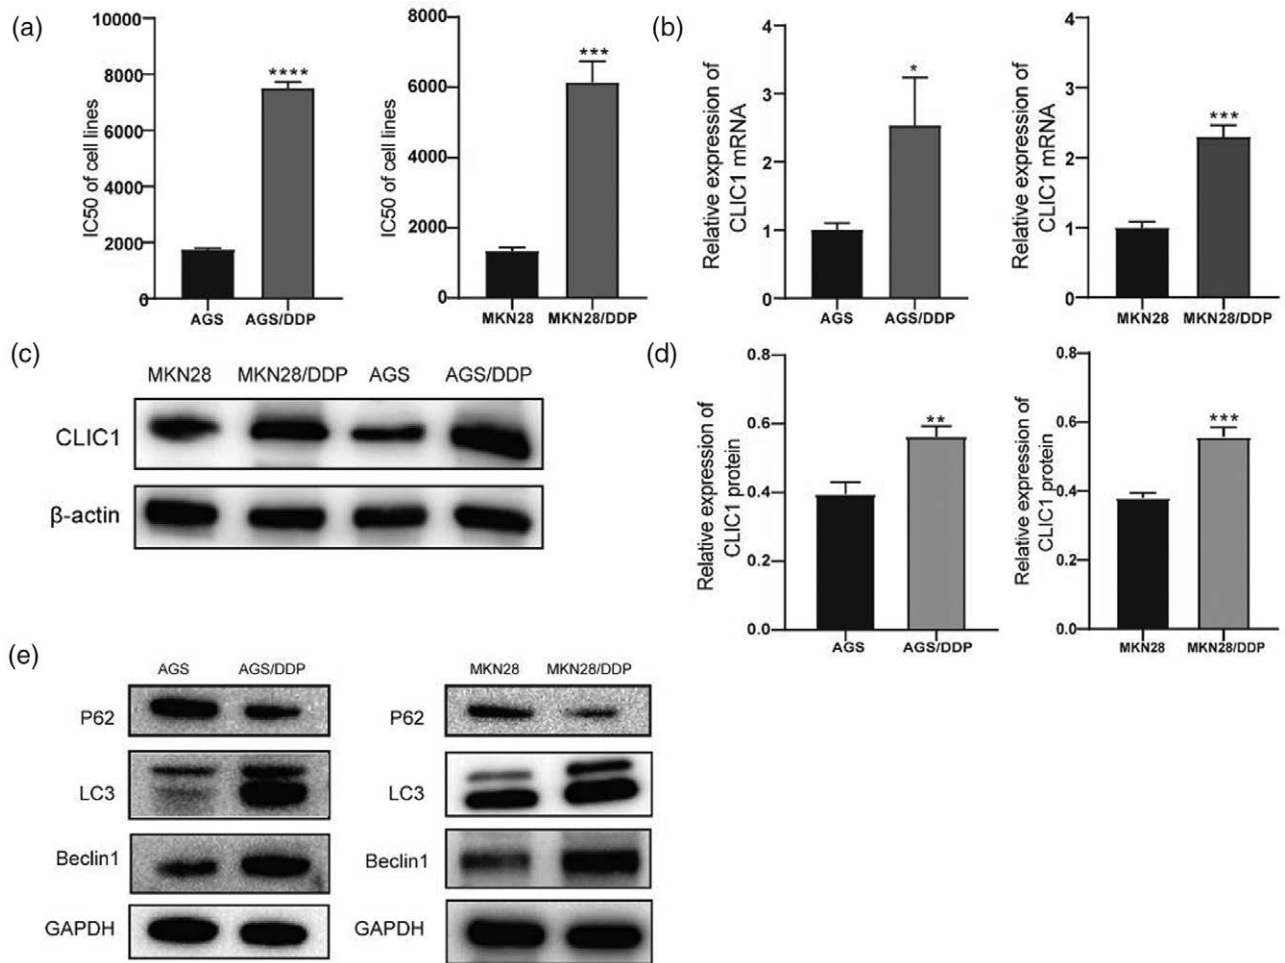 (a)
IC50 of cell lines
10000
8000
6000
4000
2000
0
****
AGS AGS/DDP
IC50 of cell lines
8000
6000
4000
2000
0
***
MKN28 MKN28/DDP
(b)
Relative expression of
CLIC1 mRNA
4
3
2
1
0
*
AGS AGS/DDP
Relative expression of
CLIC1 mRNA
4
3
2
1
0
***
MKN28 MKN28/DDP
(c)
MKN28 MKN28/DDP AGS AGS/DDP
CLIC1
β-actin
(d)
Relative expression of
CLIC1 protein
0.8
0.6
0.4
0.2
0.0
**
AGS AGS/DDP
Relative expression of
CLIC1 protein
0.8
0.6
0.4
0.2
0.0
***
MKN28 MKN28/DDP
(e)
AGS AGS/DDP
P62
LC3
Beclin1
GAPDH
MKN28 MKN28/DDP
P62
LC3
Beclin1
GAPDH